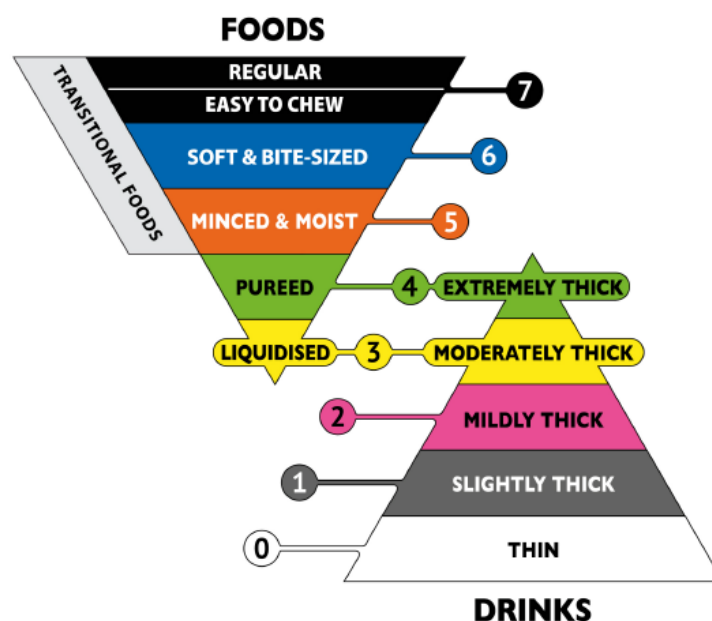 FOODS
TRANSITIONAL FOODS
REGULAR
EASY TO CHEW
7
SOFT & BITE-SIZED
6
MINCED & MOIST
5
PUREED
4
EXTREMELY THICK
LIQUIDISED
3
MODERATELY THICK
2
MILDLY THICK
1
SLIGHTLY THICK
0
THIN
DRINKS